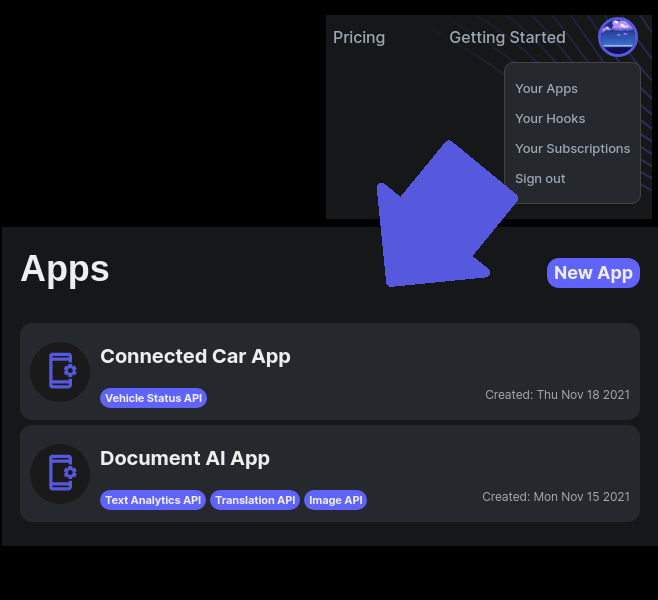 Pricing Getting Started
Your Apps
Your Hooks
Your Subscriptions
Sign out
Apps
New App
Connected Car App
Vehicle Status API
Created: Thu Nov 18 2021
Document AI App
Text Analytics API Translation API Image API
Created: Mon Nov 15 2021